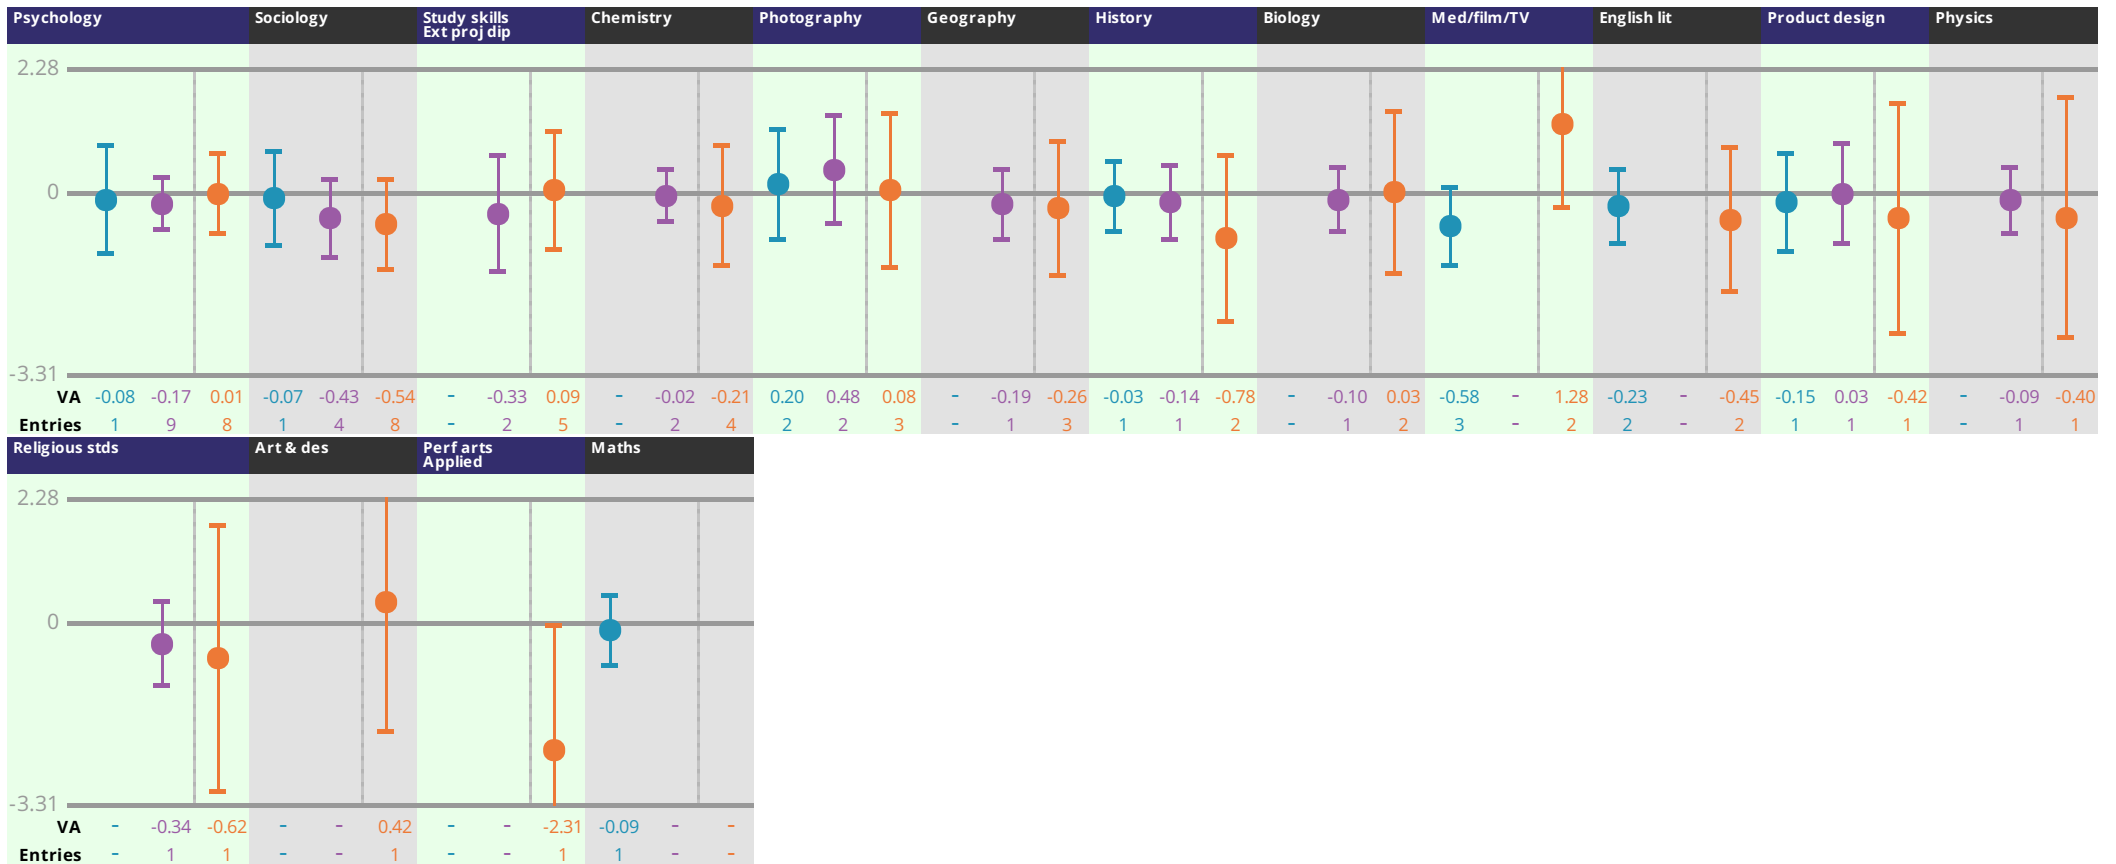 Psychology Sociology Study skills Chemistry Photography Geography History Biology Med/film/TV English lit Product design Physics
Ext proj dip
2.28
0
-3.31
VA -0.08 -0.17 0.01 -0.07 -0.43 -0.54 - -0.33 0.09 - -0.02 -0.21 0.20 0.48 0.08 - -0.19 -0.26 -0.03 -0.14 -0.78 - -0.10 0.03 -0.58 - 1.28 -0.23 - -0.45 -0.15 0.03 -0.42 - -0.09 -0.40
Entries 1 9 8 1 4 8 - 2 5 - 2 4 2 2 3 - 1 3 1 1 2 - 1 2 3 - 2 2 - 2 1 1 1 - 1 1
Religious stds Art & des Perf arts Maths
Applied
2.28
0
-3.31
VA - -0.34 -0.62 - - 0.42 - - -2.31 -0.09 - -
Entries - 1 1 - - 1 - - 1 1 - -